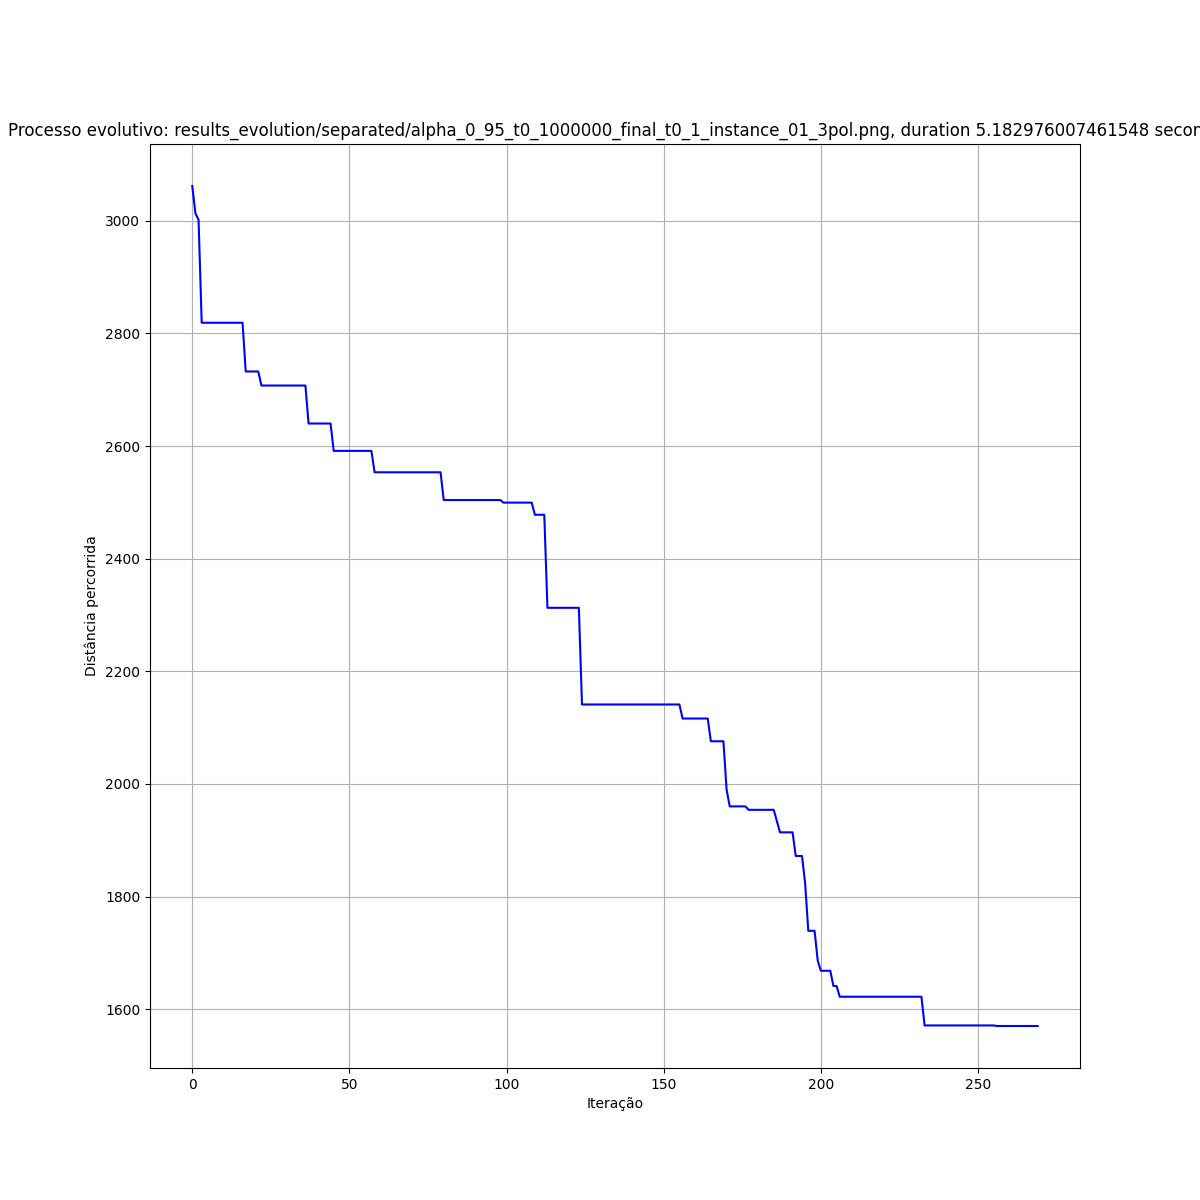 Processo evolutivo: results_evolution/separated/alpha_0_95_t0_1000000_final_t0_1_instance_01_3pol.png, duration 5.182976007461548
3000
2800
2600
2400
2200
2000
1800
1600
Distância percorrida
0 50 100 150 200 250
Iteração